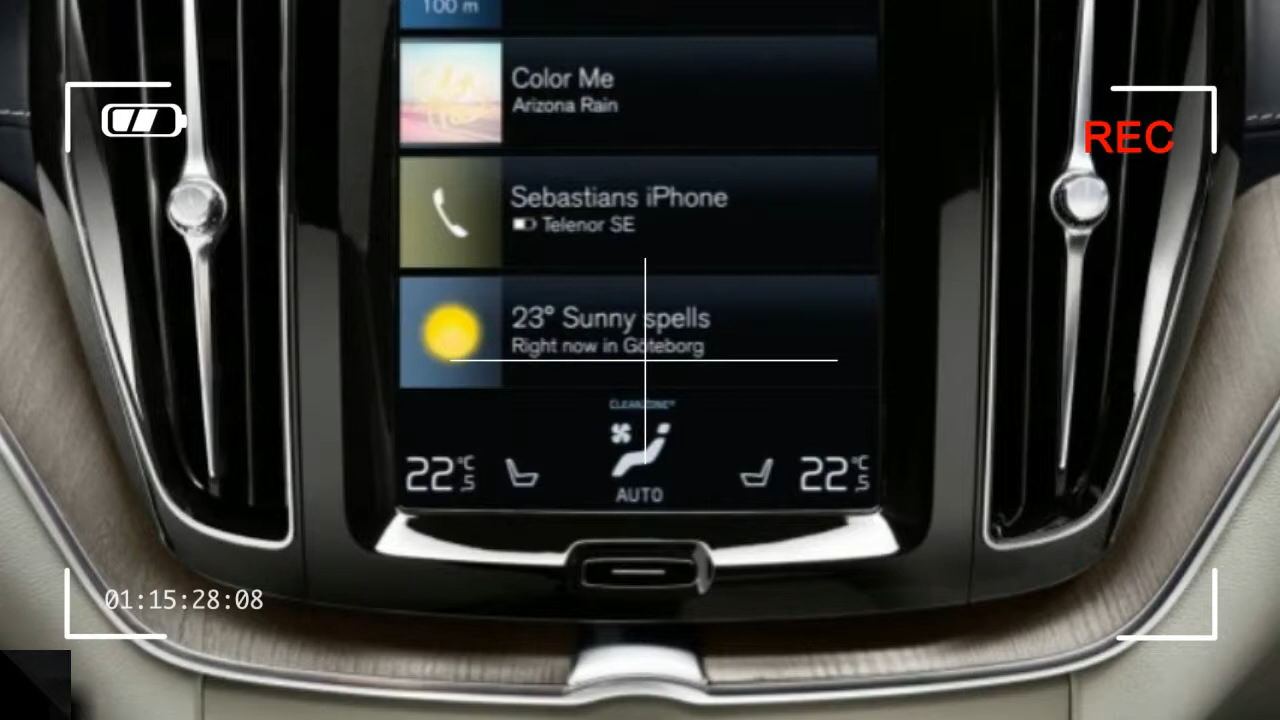 100 m
Color Me
Arizona Rain
REC
Sebastians iPhone
Telenor SE
23° Sunny spells
Right now in Göteborg
CLEANZONE®
22°C 5
22°C 5
AUTO
01:15:28:08